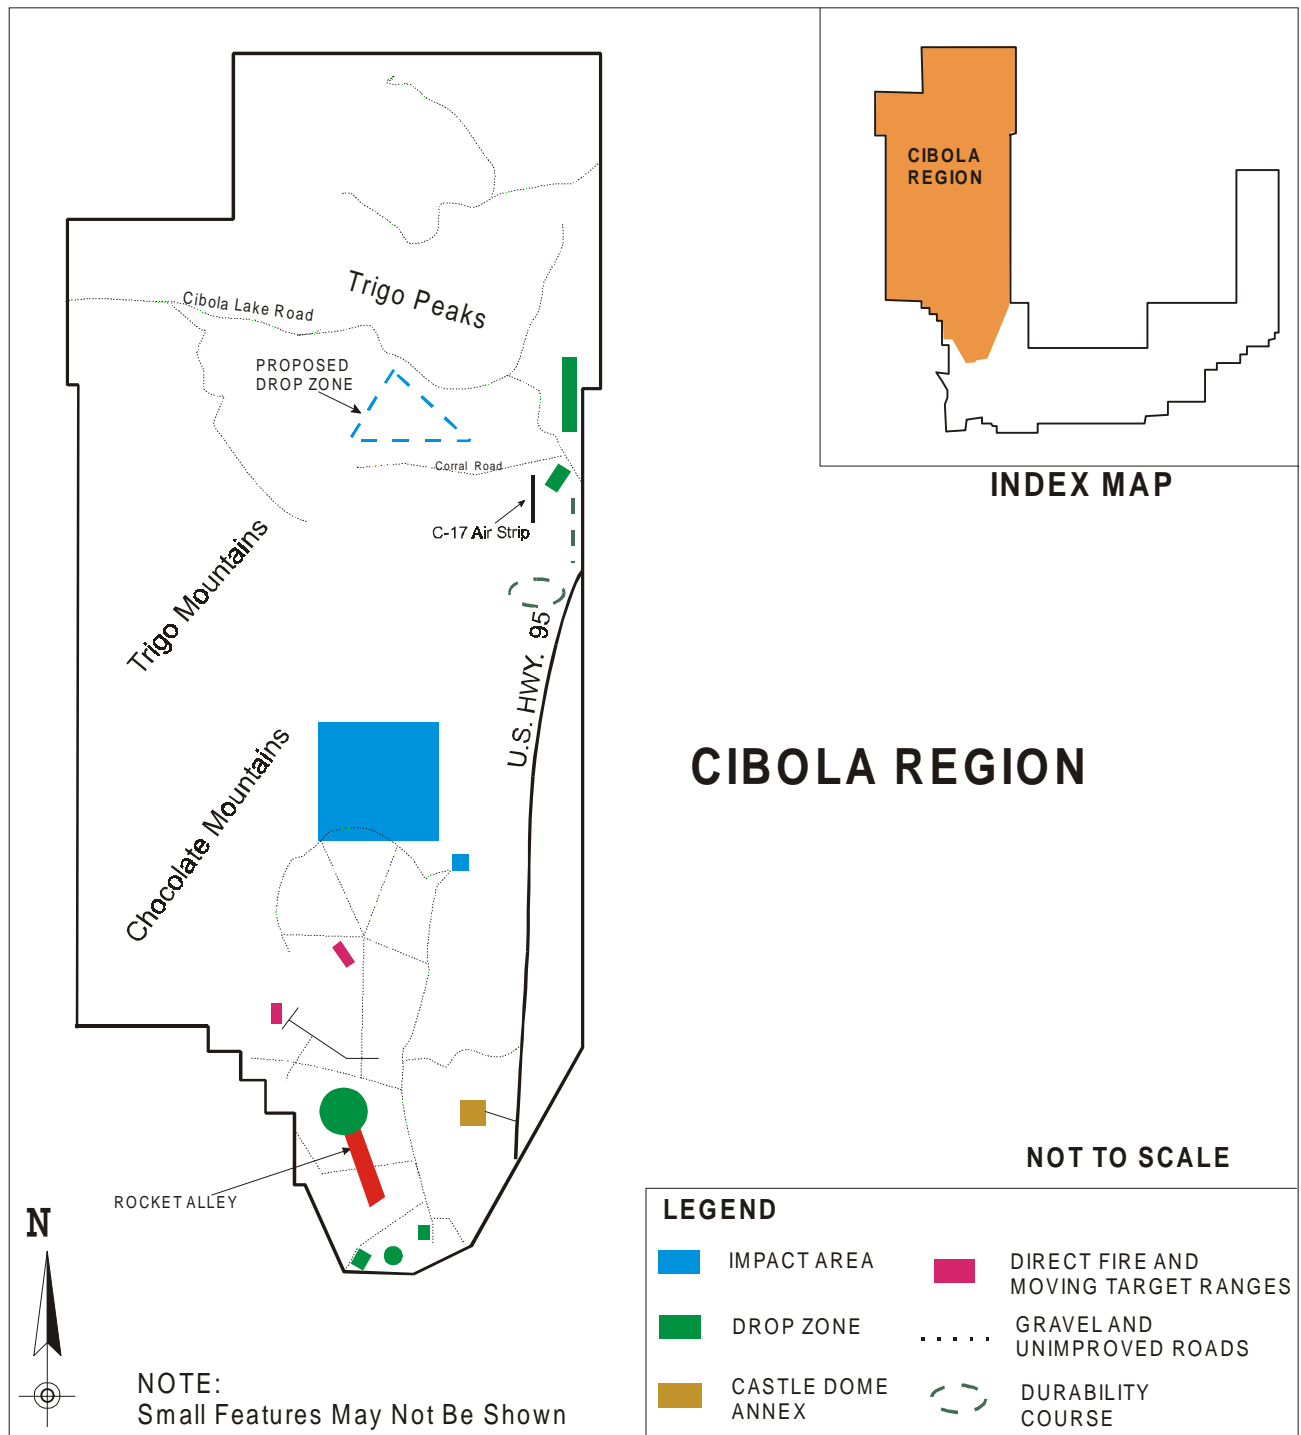 CIBOLA
REGION
INDEX MAP
Trigo Peaks
Cibola Lake Road
PROPOSED
DROP ZONE
Corral Road
C-17 Air Strip
Trigo Mountains
U.S. HWY. 95
Chocolate Mountains
CIBOLA REGION
ROCKET ALLEY
NOT TO SCALE
N
NOTE:
Small Features May Not Be Shown
LEGEND
IMPACT AREA
DROP ZONE
CASTLE DOME
ANNEX
DIRECT FIRE AND
MOVING TARGET RANGES
GRAVEL AND
UNIMPROVED ROADS
DURABILITY
COURSE